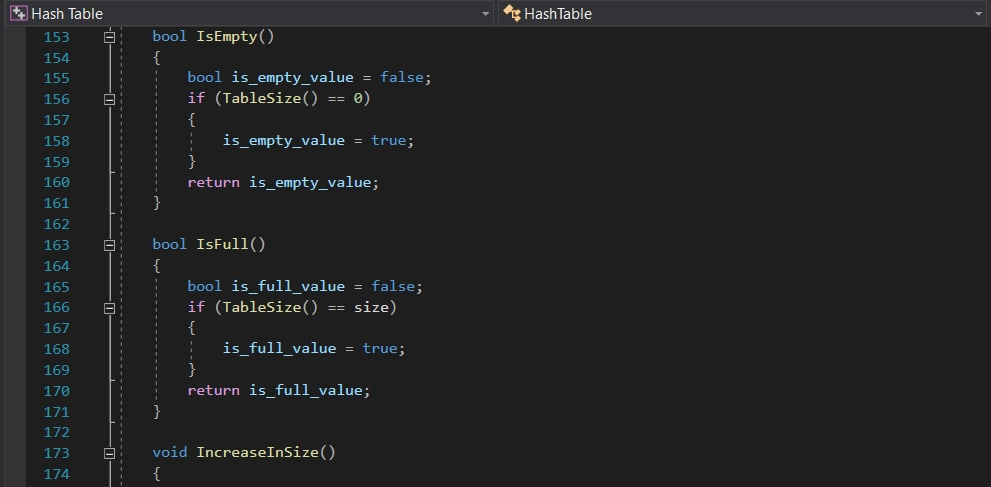 Hash Table HashTable
153 bool IsEmpty()
154 {
155 bool is_empty_value = false;
156 if (TableSize() == 0)
157 {
158 is_empty_value = true;
159 }
160 return is_empty_value;
161 }
162
163 bool IsFull()
164 {
165 bool is_full_value = false;
166 if (TableSize() == size)
167 {
168 is_full_value = true;
169 }
170 return is_full_value;
171 }
172
173 void IncreaseInSize()
174 {